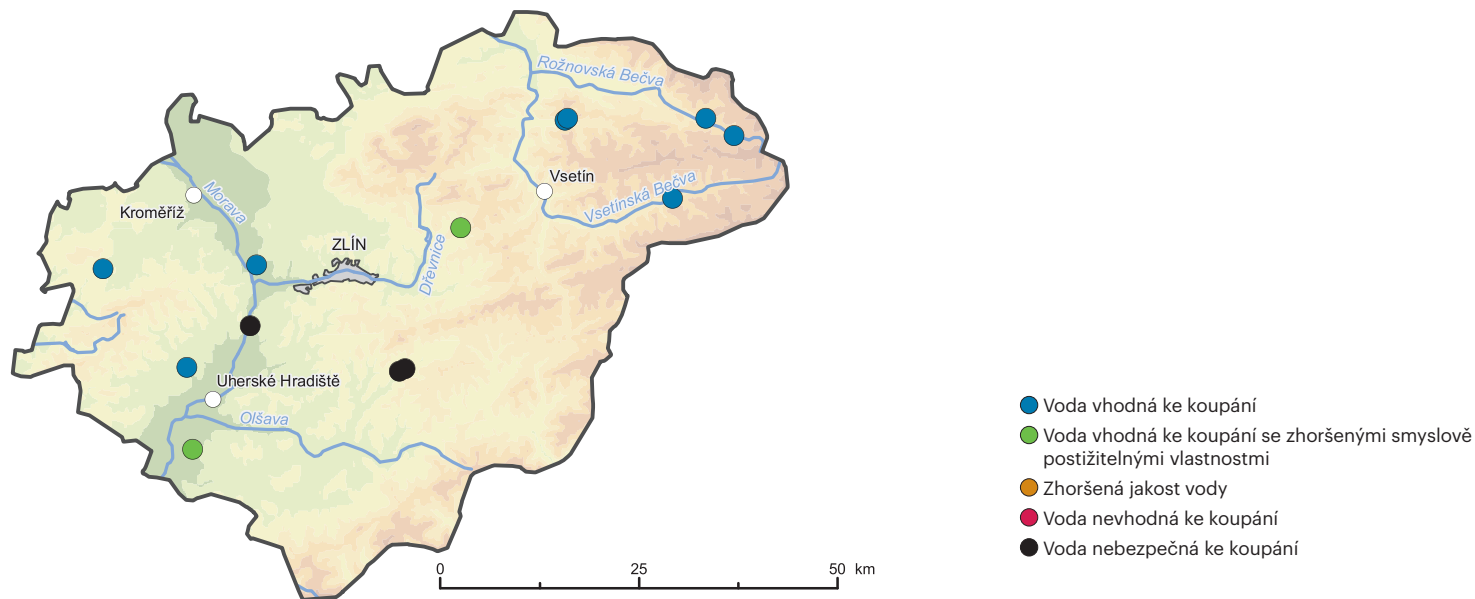 Rožnovská Bečva
Vsetín
Vsetínská Bečva
Kroměříž
Morava
ZLÍN
Dřevnice
Uherské Hradiště
Olšava
Voda vhodná ke koupání
Voda vhodná ke koupání se zhoršenými smyslově
postižitelnými vlastnostmi
Zhoršená jakost vody
Voda nevhodná ke koupání
Voda nebezpečná ke koupání
0 25 50 km